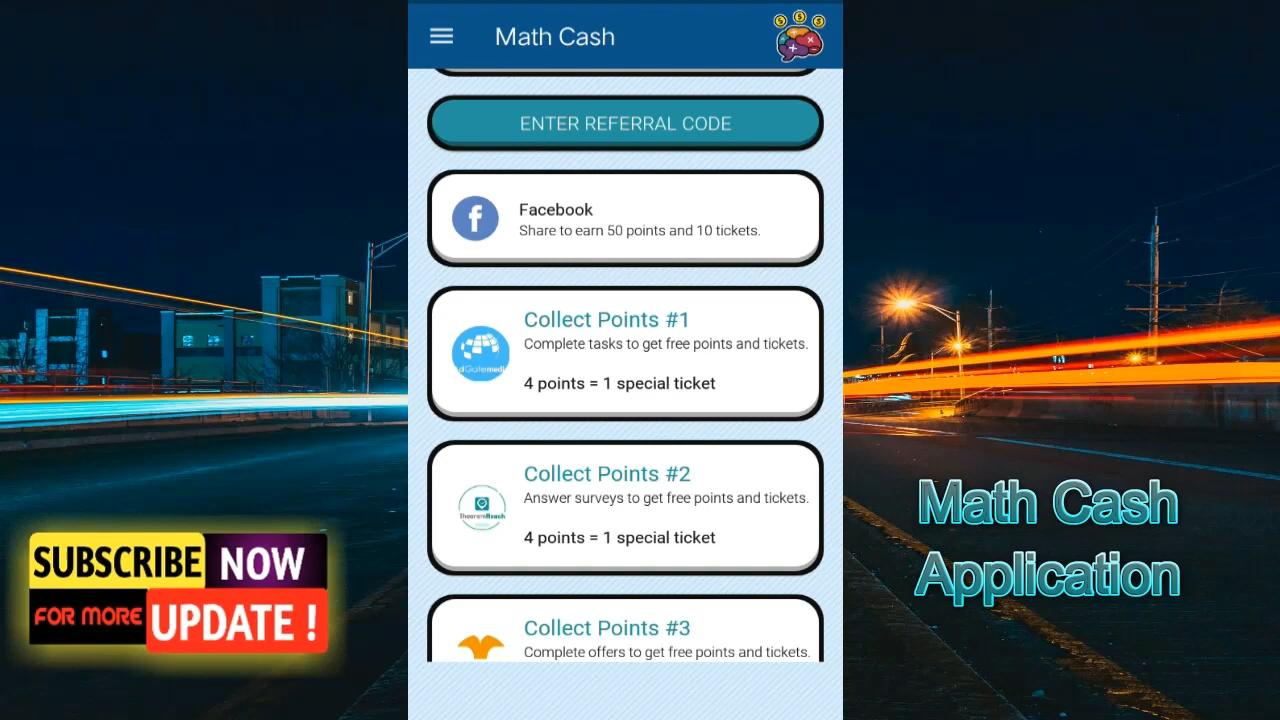 Math Cash
ENTER REFERRAL CODE
Facebook
Share to earn 50 points and 10 tickets.
Collect Points #1
Complete tasks to get free points and tickets.
dGatemedi
4 points = 1 special ticket
Collect Points #2
Answer surveys to get free points and tickets.
TheoremReach
4 points = 1 special ticket
Collect Points #3
Complete offers to get free points and tickets.
SUBSCRIBE NOW
FOR MORE UPDATE !
Math Cash
Application